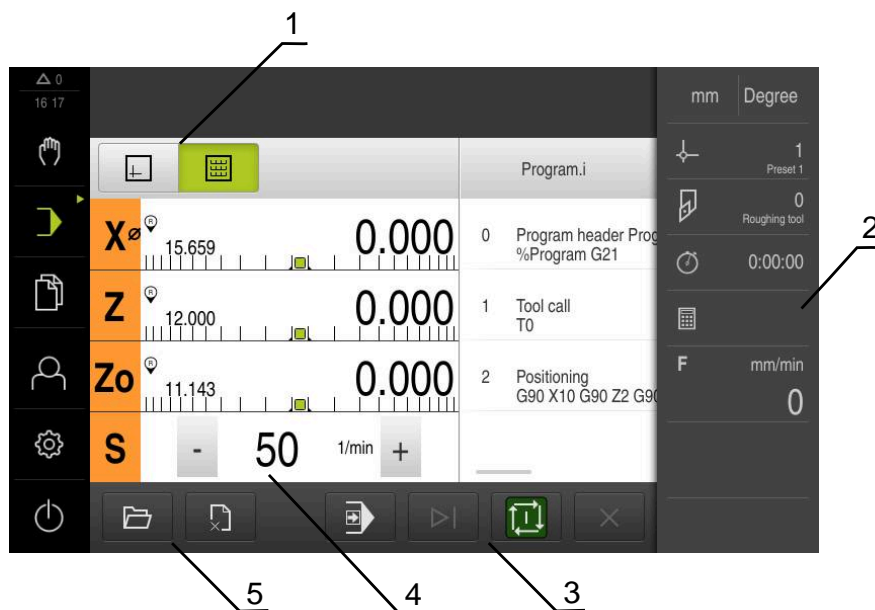 1
0
16 17
mm Degree
Program.i
1
Preset 1
X⌀ R 15.659 0.000
0 Program header Prog
%Program G21
0
Roughing tool
2
0:00:00
Z R 12.000 0.000
1 Tool call
T0
Zo R 11.143 0.000
2 Positioning
G90 X10 G90 Z2 G90
F mm/min
0
S - 50 1/min +
5 4 3